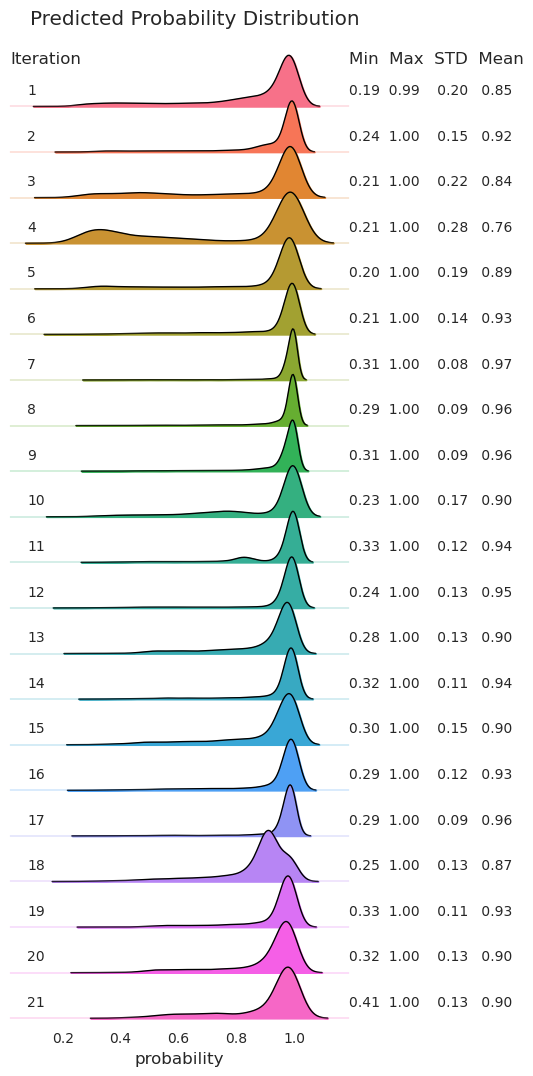 Predicted Probability Distribution
Iteration Min Max STD Mean
1 0.19 0.99 0.20 0.85
2 0.24 1.00 0.15 0.92
3 0.21 1.00 0.22 0.84
4 0.21 1.00 0.28 0.76
5 0.20 1.00 0.19 0.89
6 0.21 1.00 0.14 0.93
7 0.31 1.00 0.08 0.97
8 0.29 1.00 0.09 0.96
9 0.31 1.00 0.09 0.96
10 0.23 1.00 0.17 0.90
11 0.33 1.00 0.12 0.94
12 0.24 1.00 0.13 0.95
13 0.28 1.00 0.13 0.90
14 0.32 1.00 0.11 0.94
15 0.30 1.00 0.15 0.90
16 0.29 1.00 0.12 0.93
17 0.29 1.00 0.09 0.96
18 0.25 1.00 0.13 0.87
19 0.33 1.00 0.11 0.93
20 0.32 1.00 0.13 0.90
21 0.41 1.00 0.13 0.90
0.2 0.4 0.6 0.8 1.0
probability